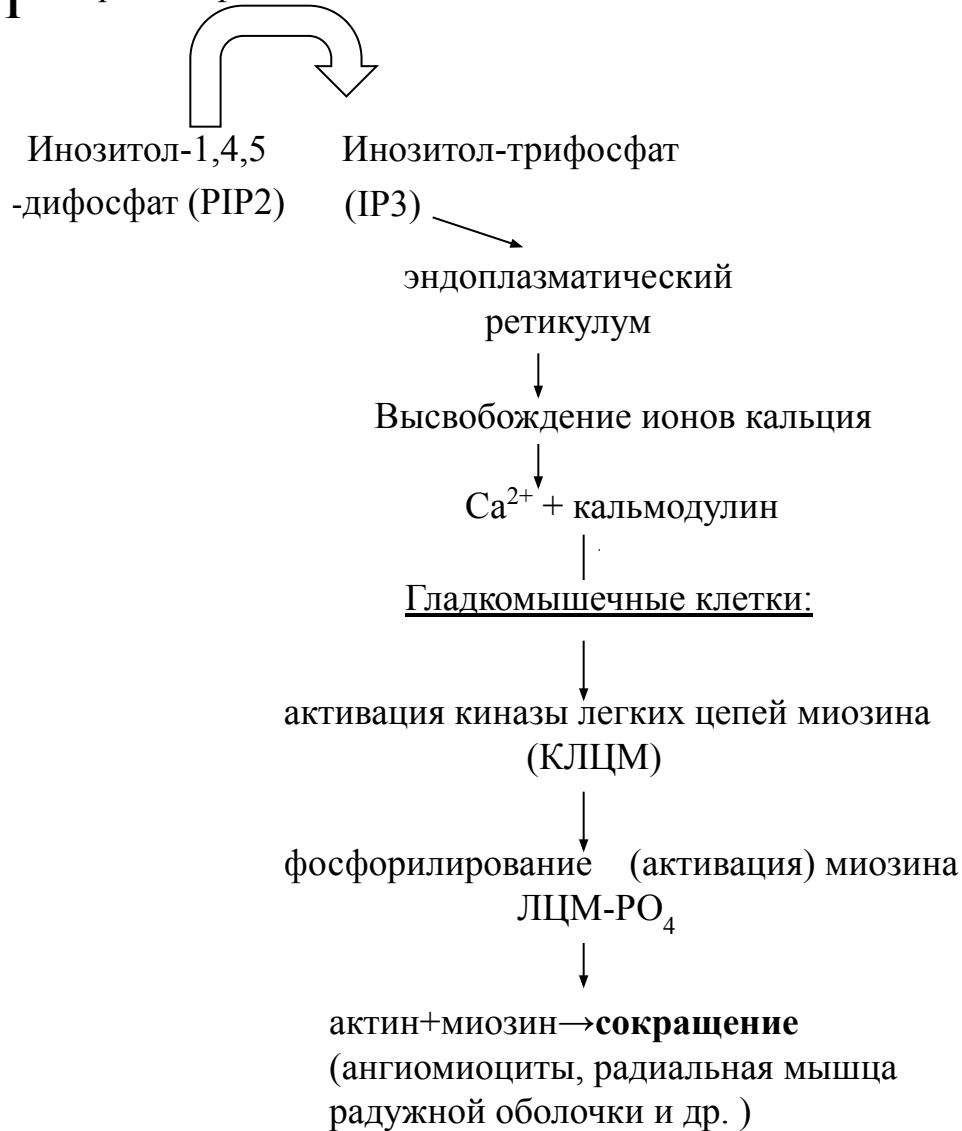 Инозитол-1,4,5 Инозитол-трифосфат
-дифосфат (PIP2) (IP3)
эндоплазматический
ретикулум
Высвобождение ионов кальция
Ca²⁺ + кальмодулин
Гладкомышечные клетки:
активация киназы легких цепей миозина
(КЛЦМ)
фосфорилирование (активация) миозина
ЛЦМ-PO₄
актин+миозин→сокращение
(ангиомиоциты, радиальная мышца
радужной оболочки и др. )